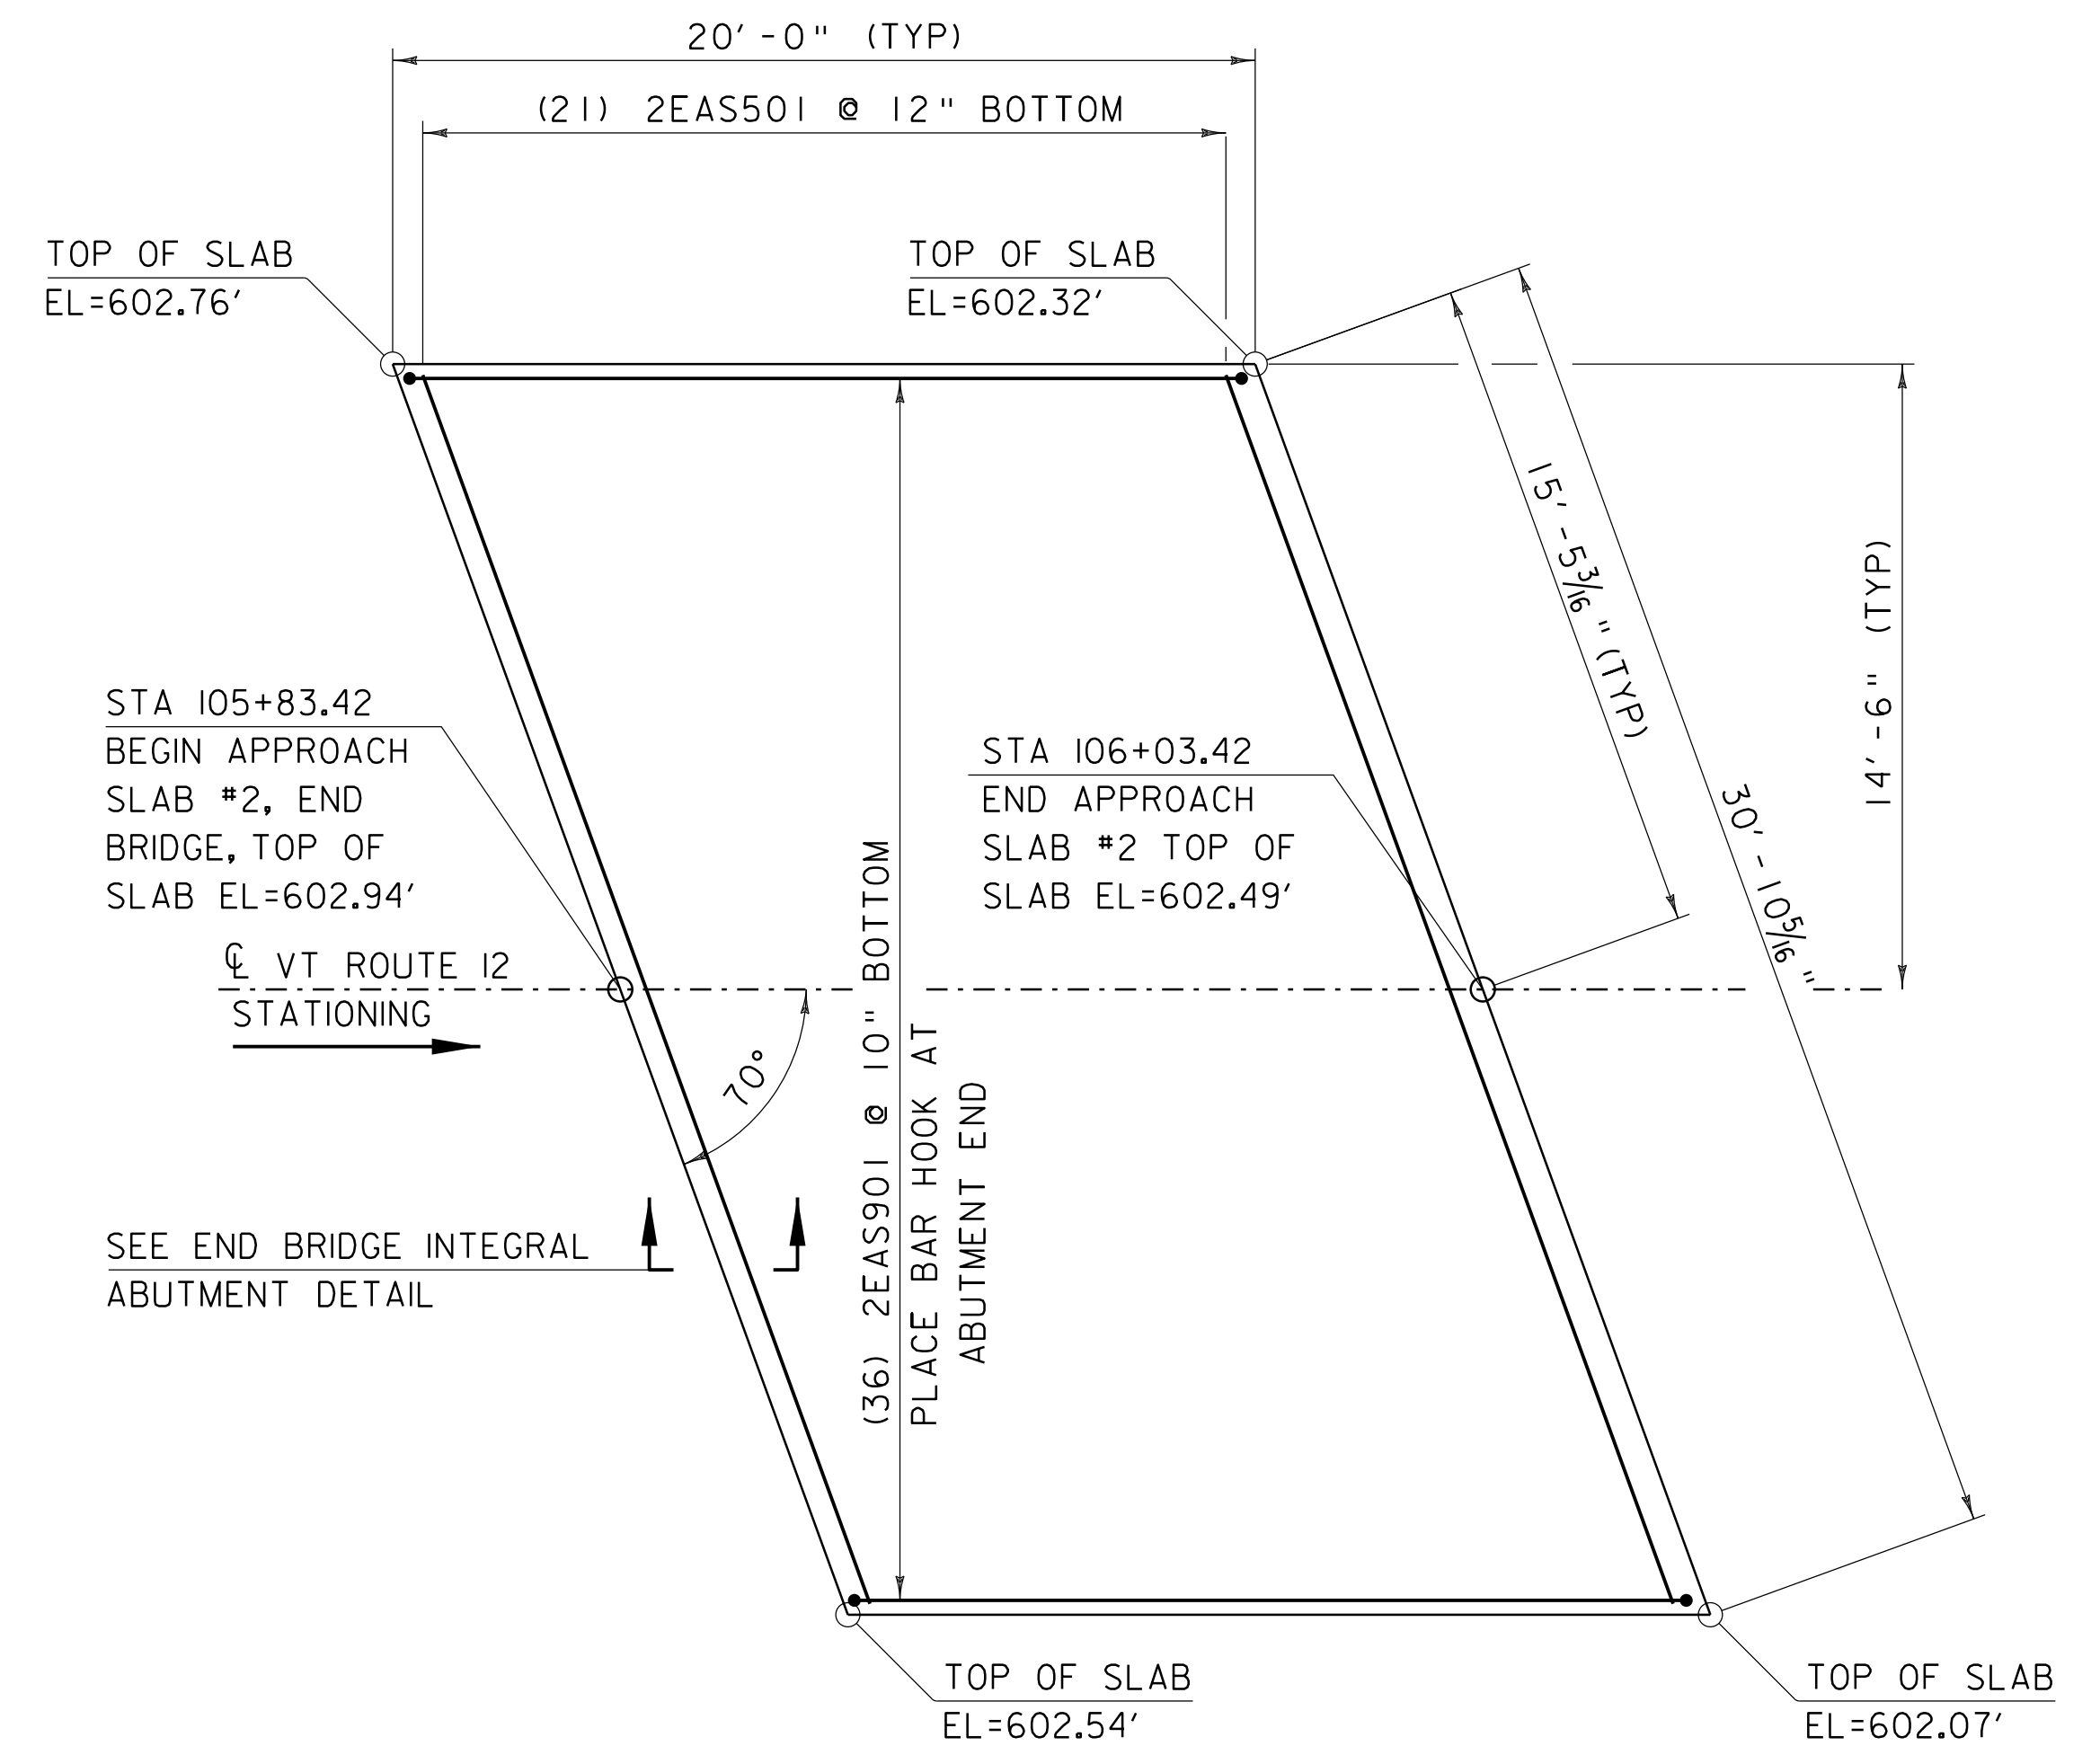 20'-0" (TYP)
(21) 2EAS501 @ 12" BOTTOM
TOP OF SLAB
EL=602.76'
TOP OF SLAB
EL=602.32'
15'-5 3/16" (TYP)
30'-10 5/16"
14'-6" (TYP)
STA 105+83.42
BEGIN APPROACH
SLAB #2, END
BRIDGE, TOP OF
SLAB EL=602.94'
STA 106+03.42
END APPROACH
SLAB #2 TOP OF
SLAB EL=602.49'
℄ VT ROUTE 12
STATIONING
70°
(36) 2EAS901 @ 10" BOTTOM
PLACE BAR HOOK AT
ABUTMENT END
SEE END BRIDGE INTEGRAL
ABUTMENT DETAIL
TOP OF SLAB
EL=602.54'
TOP OF SLAB
EL=602.07'